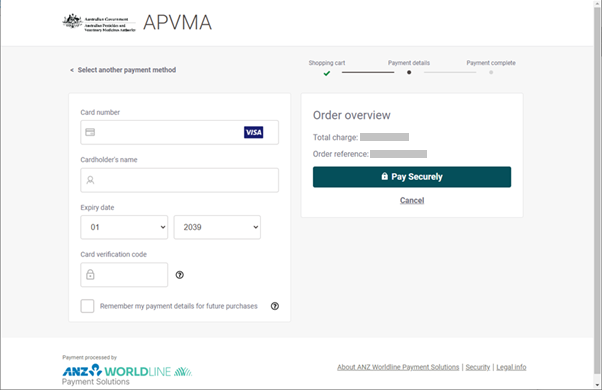 Australian Government
Australian Pesticides and
Veterinary Medicines Authority
APVMA
< Select another payment method
Shopping cart
Payment details
Payment complete
Card number
VISA
Cardholder's name
Expiry date
01
2039
Card verification code
?
Remember my payment details for future purchases
?
Order overview
Total charge:
Order reference:
Pay Securely
Cancel
Payment processed by
ANZ WORLDLINE
Payment Solutions
About ANZ Worldline Payment Solutions | Security | Legal info